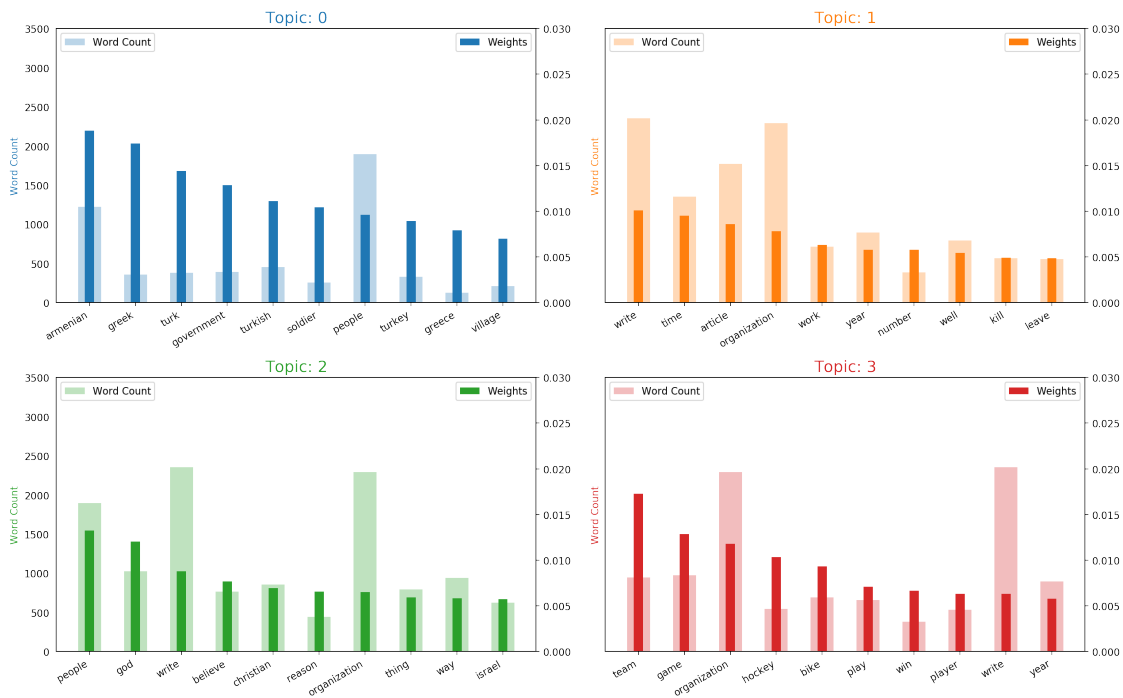 Topic: 0
Word Count
Weights
3500
3000
2500
2000
1500
1000
500
0
Word Count
0.030
0.025
0.020
0.015
0.010
0.005
0.000
armenian greek turk government turkish soldier people turkey greece village
Topic: 1
Word Count
Weights
Word Count
0.030
0.025
0.020
0.015
0.010
0.005
0.000
write time article organization work year number well kill leave
Topic: 2
Word Count
Weights
3500
3000
2500
2000
1500
1000
500
0
Word Count
0.030
0.025
0.020
0.015
0.010
0.005
0.000
people god write believe christian reason organization thing way israel
Topic: 3
Word Count
Weights
Word Count
0.030
0.025
0.020
0.015
0.010
0.005
0.000
team game organization hockey bike play win player write year